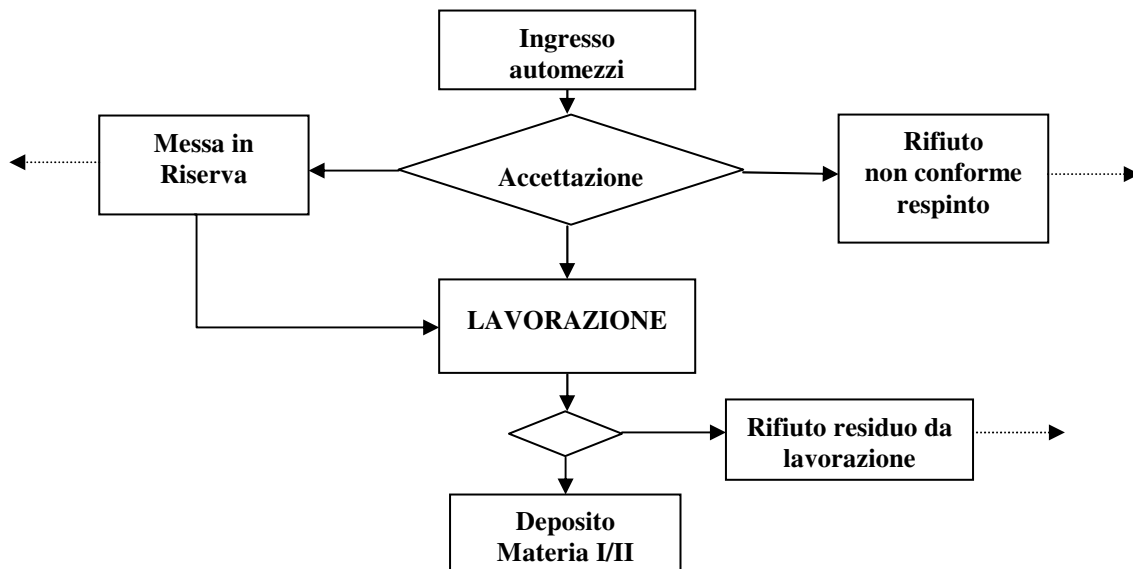 Ingresso
automezzi
Messa in
Riserva
Accettazione
Rifiuto
non conforme
respinto
LAVORAZIONE
Rifiuto residuo da
lavorazione
Deposito
Materia I/II